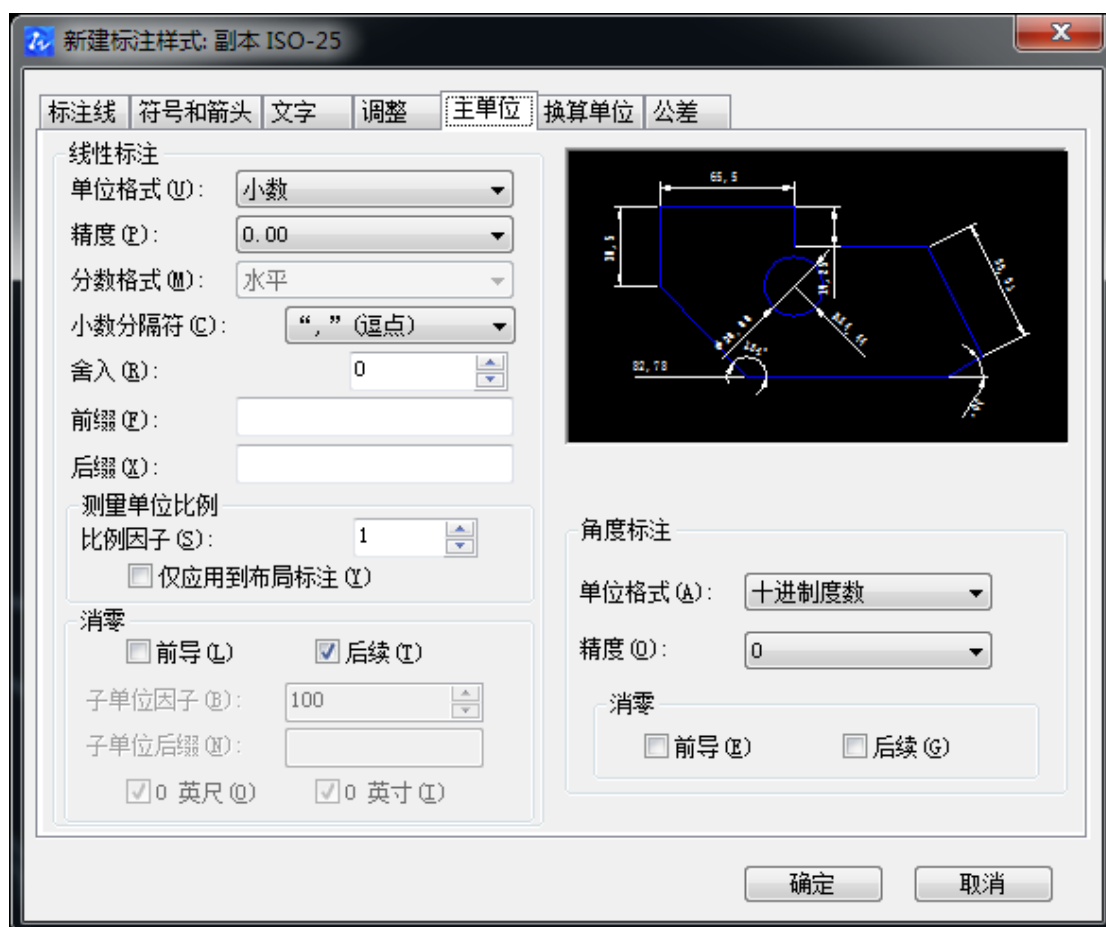 新建标注样式: 副本 ISO-25
标注线 符号和箭头 文字 调整 主单位 换算单位 公差
线性标注
单位格式(U): 小数
精度(P): 0.00
分数格式(M): 水平
小数分隔符(C): “,”(逗点)
舍入(R): 0
前缀(F):
后缀(X):
测量单位比例
比例因子(S): 1
仅应用到布局标注(Y)
消零
前导(L) 后续(T)
子单位因子(B): 100
子单位后缀(N):
0 英尺(O) 0 英寸(I)
65,5
82,78
角度标注
单位格式(A): 十进制度数
精度(O): 0
消零
前导(E) 后续(G)
确定 取消